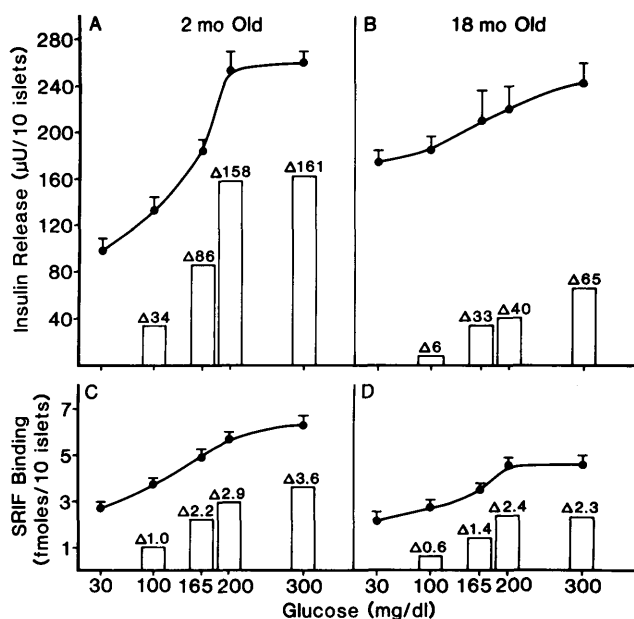 A 2 mo Old
B 18 mo Old
Insulin Release (μU/10 islets)
280
240
200
160
120
80
40
Δ34
Δ86
Δ158
Δ161
Δ6
Δ33
Δ40
Δ65
C
D
SRIF Binding
(fmoles/10 islets)
7
5
3
1
Δ1.0
Δ2.2
Δ2.9
Δ3.6
Δ0.6
Δ1.4
Δ2.4
Δ2.3
30 100 165 200 300
30 100 165 200 300
Glucose (mg/dl)